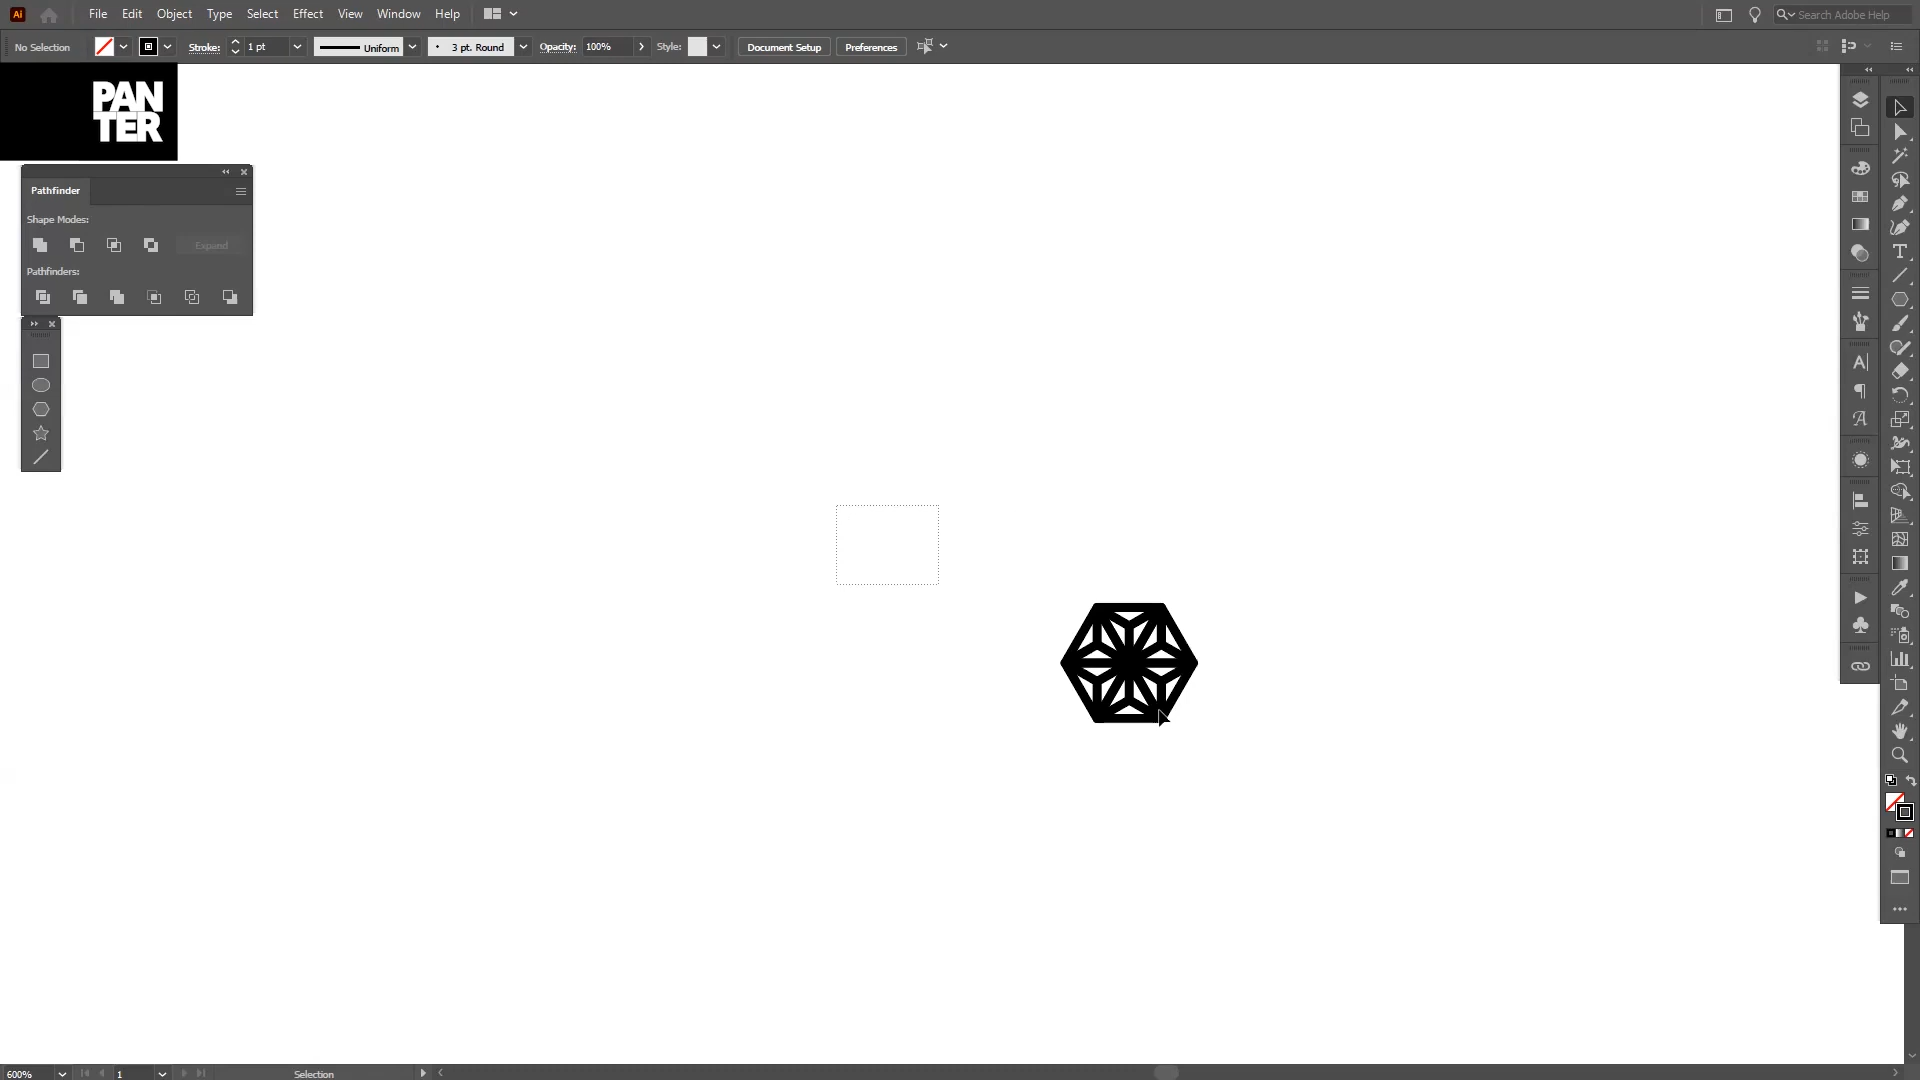 Ai File Edit Object Type Select Effect View Window Help Search Adobe Help
No Selection Stroke: 1 pt Uniform 3 pt. Round Opacity: 100% Style: Document Setup Preferences
PAN
TER
Pathfinder
Shape Modes:
Expand
Pathfinders:
600% 1 Selection